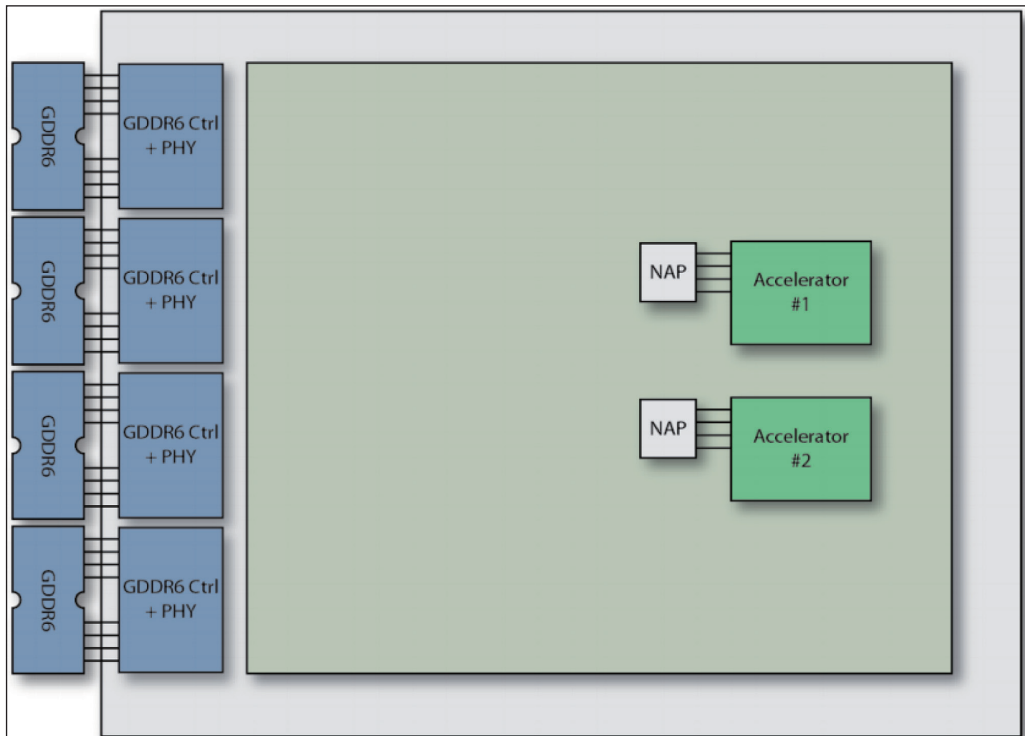 GDDR6
GDDR6 Ctrl
+ PHY
GDDR6
GDDR6 Ctrl
+ PHY
NAP
Accelerator
#1
GDDR6
GDDR6 Ctrl
+ PHY
NAP
Accelerator
#2
GDDR6
GDDR6 Ctrl
+ PHY